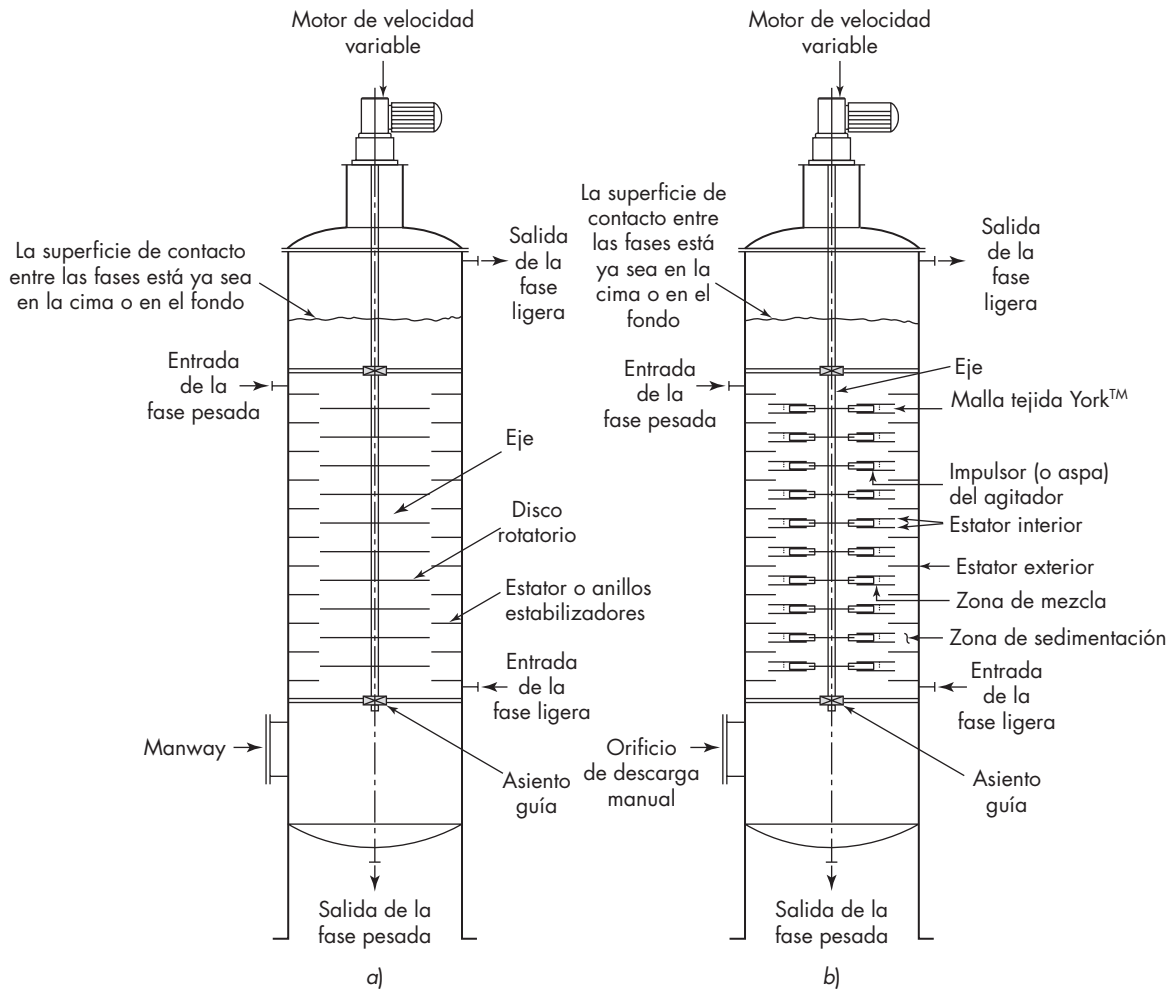 Motor de velocidad
variable
La superficie de contacto
entre las fases está ya sea
en la cima o en el fondo
Salida
de la
fase
ligera
Entrada
de la
fase pesada
Eje
Disco
rotatorio
Estator o anillos
estabilizadores
Entrada
de la
fase ligera
Manway
Asiento
guía
Salida de la
fase pesada
a)
Motor de velocidad
variable
La superficie de
contacto entre
las fases está
ya sea en la
cima o en el
fondo
Salida
de la
fase
ligera
Entrada
de la
fase pesada
Eje
Malla tejida York™
Impulsor (o aspa)
del agitador
Estator interior
Estator exterior
Zona de mezcla
Zona de sedimentación
Entrada
de la
fase ligera
Orificio
de descarga
manual
Asiento
guía
Salida de la
fase pesada
b)